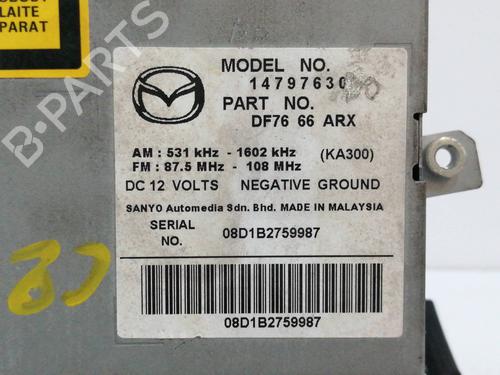 LAITE
PARAT
MODEL NO.
14797630
PART NO.
DF76 66 ARX
AM : 531 kHz - 1602 kHz (KA300)
FM : 87.5 MHz - 108 MHz
DC 12 VOLTS NEGATIVE GROUND
SANYO Automedia Sdn. Bhd. MADE IN MALAYSIA
SERIAL
NO.
08D1B2759987
08D1B2759987
B-PARTS